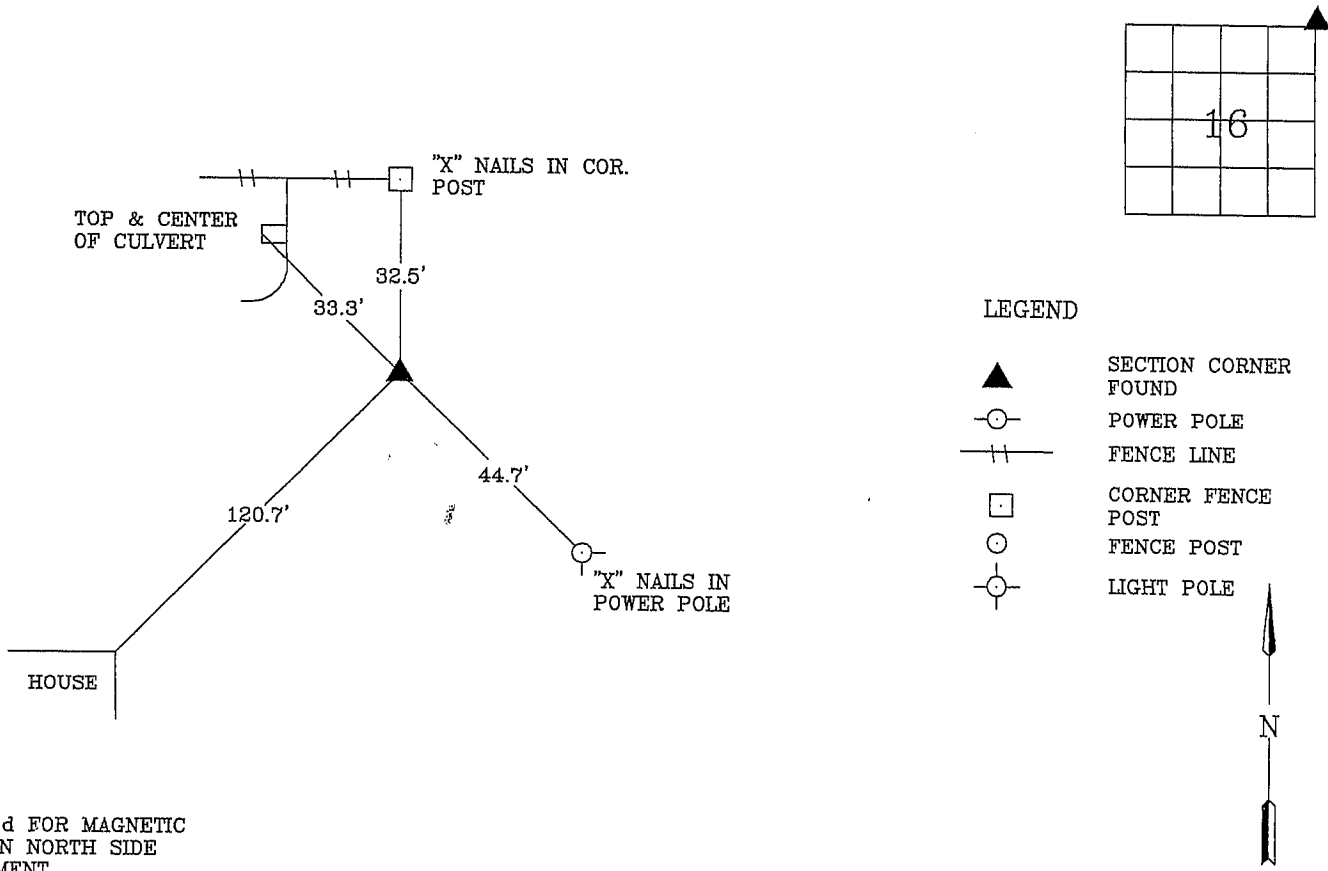 16
"X" NAILS IN COR.
POST
TOP & CENTER
OF CULVERT
32.5'
33.3'
120.7'
44.7'
"X" NAILS IN
POWER POLE
HOUSE
LEGEND
SECTION CORNER
FOUND
POWER POLE
FENCE LINE
CORNER FENCE
POST
FENCE POST
LIGHT POLE
N
d FOR MAGNETIC
N NORTH SIDE
MENT